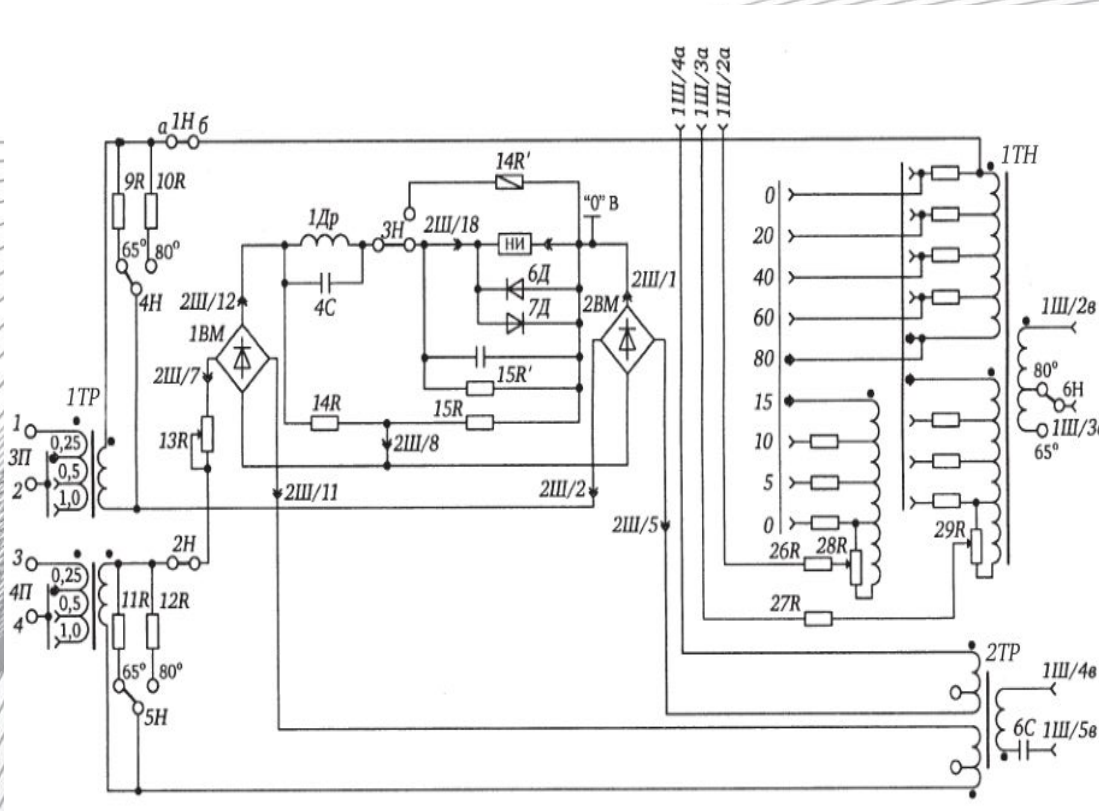 1Ш/4а
1Ш/3а
1Ш/2а
а 1Н б
1ТН
14R'
9R 10R
"0" В
0
1Др
3Н
2Ш/18
НИ
20
65° 80°
6Д
2Ш/1
40
4Н
2Ш/12
4С
7Д
2ВМ
60
1Ш/2в
1ВМ
80
80°
6Н
2Ш/7
15R'
1ТР
14R
15R
15
1Ш/3
65°
1
0,25
13R
2Ш/8
10
3П
0,5
2
1,0
2Ш/11
2Ш/2
5
2Ш/5
0
29R
3
2Н
26R 28R
0,25
4П
0,5
11R 12R
27R
4
1,0
2ТР
65° 80°
1Ш/4в
5Н
6С
1Ш/5в